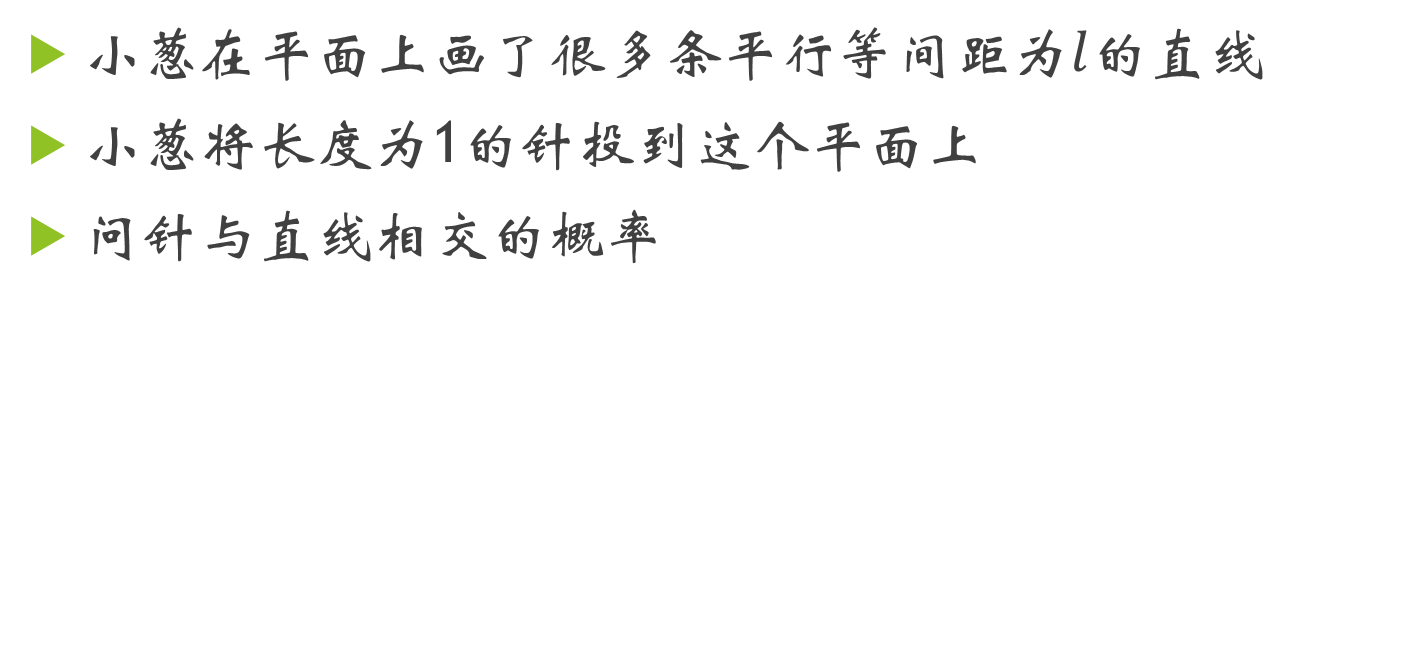 小葱在平面上画了很多条平行等间距为l的直线
小葱将长度为1的针投到这个平面上
问针与直线相交的概率